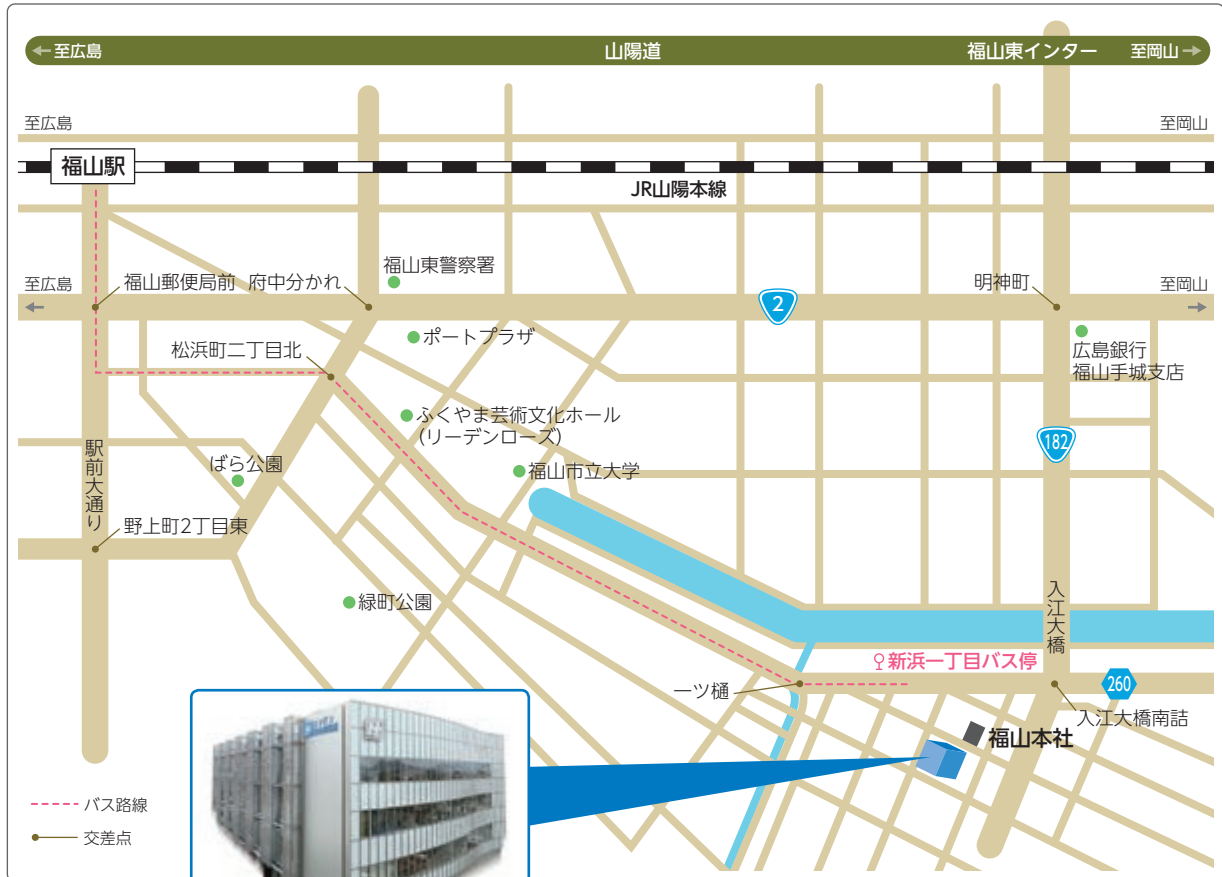 至広島
山陽道
福山東インター
至岡山
至広島
至岡山
福山駅
JR山陽本線
福山東警察署
至広島
福山郵便局前
府中分かれ
明神町
至岡山
2
ポートプラザ
松浜町二丁目北
広島銀行
福山手城支店
ふくやま芸術文化ホール
(リーデンローズ)
182
駅前大通り
ばら公園
福山市立大学
野上町2丁目東
緑町公園
入江大橋
新浜一丁目バス停
一ツ樋
260
入江大橋南詰
福山本社
バス路線
交差点